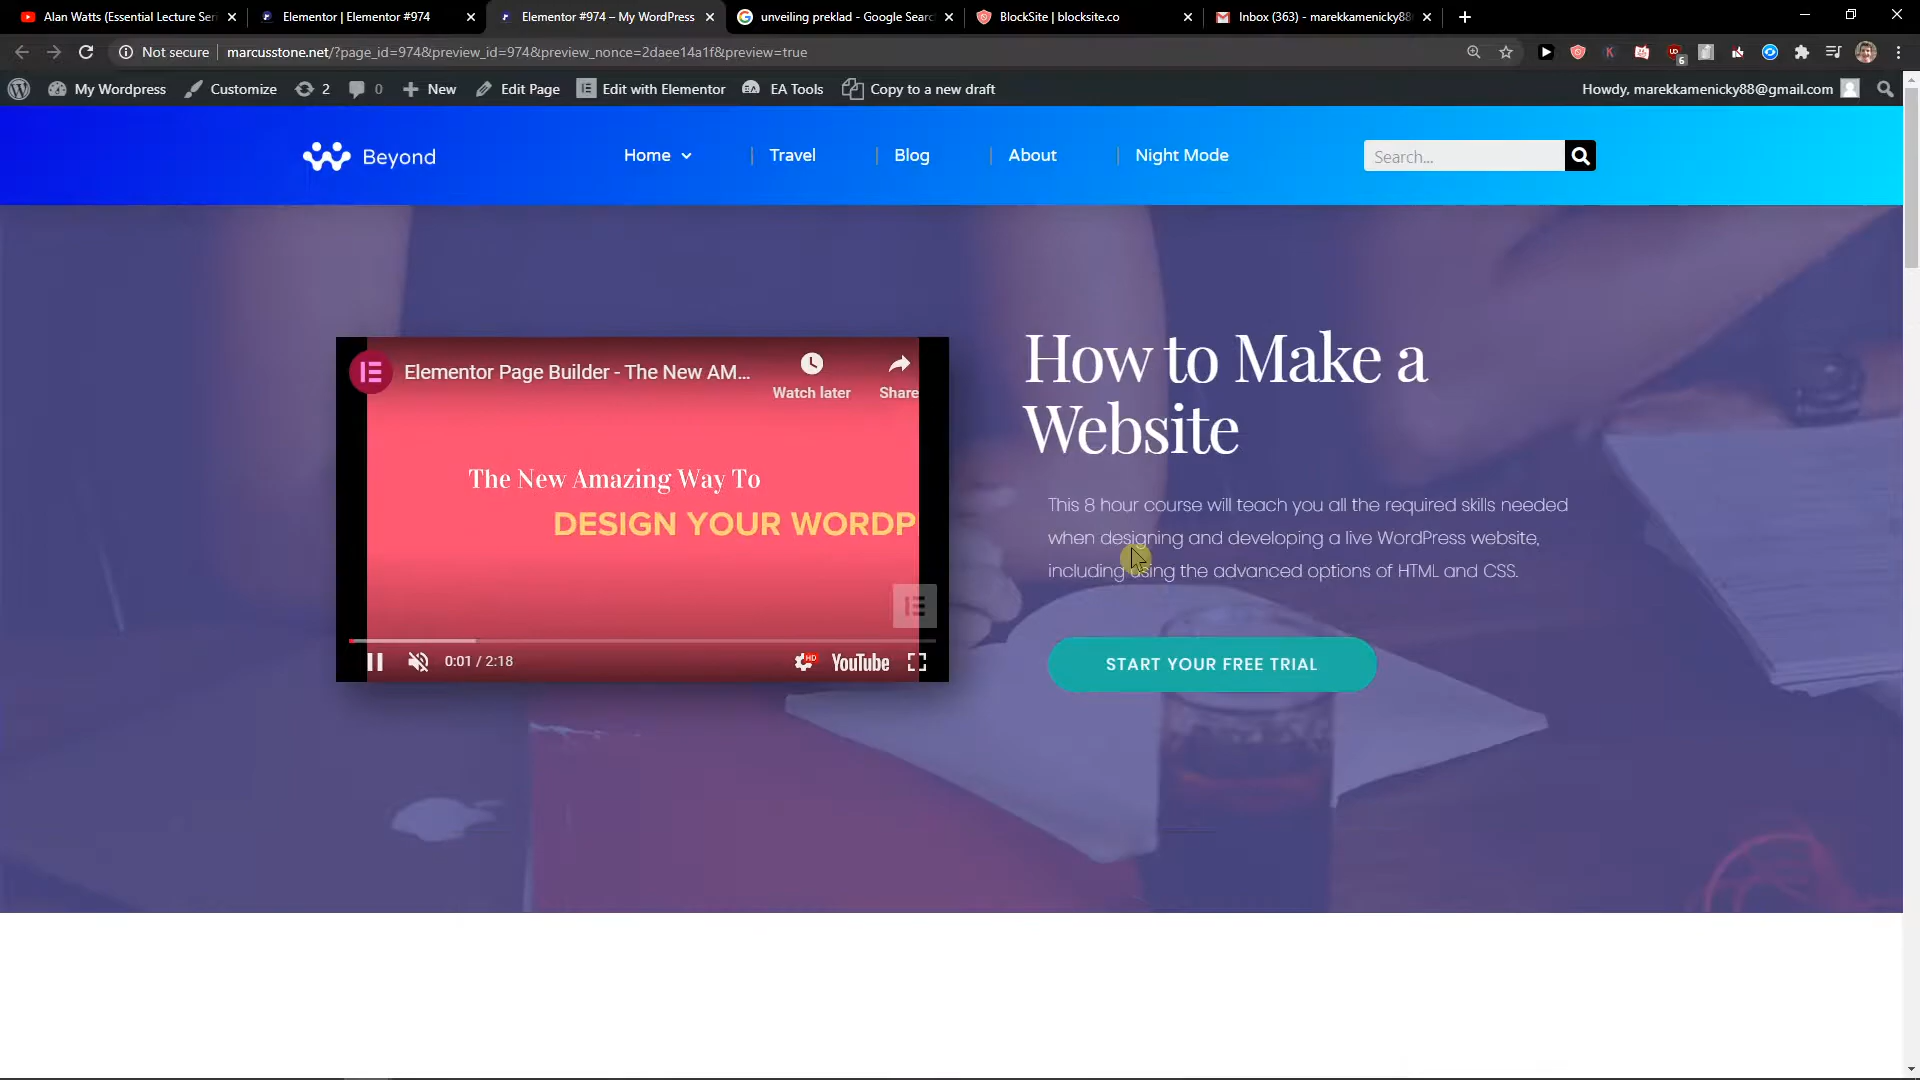 Alan Watts (Essential Lecture Seri
Elementor | Elementor #974
Elementor #974 – My WordPress
unveiling preklad - Google Searc
BlockSite | blocksite.co
Inbox (363) - marekkamenicky88
Not secure
marcusstone.net/?page_id=974&preview_id=974&preview_nonce=2daee14a1f&preview=true
6
My Wordpress
Customize
2
0
New
Edit Page
Edit with Elementor
EA Tools
Copy to a new draft
Howdy, marekkamenicky88@gmail.com
Beyond
Home
Travel
Blog
About
Night Mode
Search...
Elementor Page Builder - The New AM...
Watch later
Share
The New Amazing Way To
DESIGN YOUR WORDP
0:01 / 2:18
HD
YouTube
How to Make a
Website
This 8 hour course will teach you all the required skills needed
when designing and developing a live WordPress website,
including using the advanced options of HTML and CSS.
START YOUR FREE TRIAL